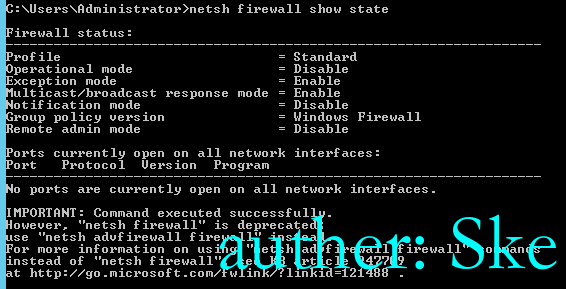 C:\Users\Administrator>netsh firewall show state
Firewall status:
-------------------------------------------------------------------
Profile                           = Standard
Operational mode                  = Disable
Exception mode                    = Enable
Multicast/broadcast response mode = Enable
Notification mode                 = Disable
Group policy version              = Windows Firewall
Remote admin mode                 = Disable
Ports currently open on all network interfaces:
Port   Protocol  Version  Program
-------------------------------------------------------------------
No ports are currently open on all network interfaces.
IMPORTANT: Command executed successfully.
However, "netsh firewall" is deprecated;
use "netsh advfirewall firewall" instead.
For more information on using "netsh advfirewall firewall" commands
instead of "netsh firewall", see KB article 947709
at http://go.microsoft.com/fwlink/?linkid=121488 .
auther: Ske